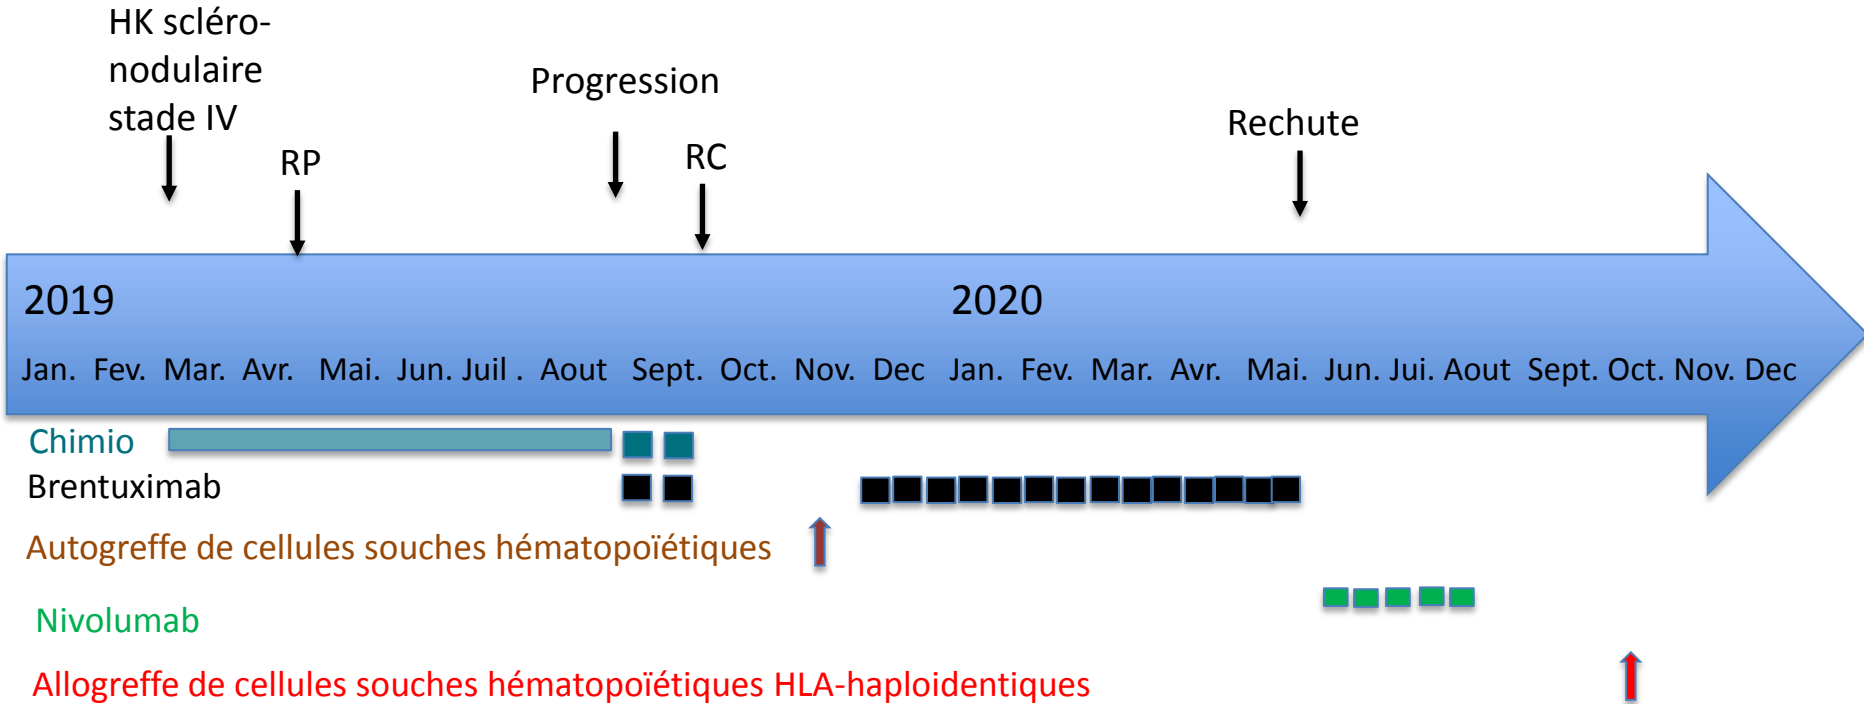 HK scléro-
nodulaire
stade IV
RP
Progression
RC
Rechute
2019
2020
Jan. Fev. Mar. Avr. Mai. Jun. Juil . Aout Sept. Oct. Nov. Dec Jan. Fev. Mar. Avr. Mai. Jun. Jui. Aout Sept. Oct. Nov. Dec
Chimio
Brentuximab
Autogreffe de cellules souches hématopoïétiques
Nivolumab
Allogreffe de cellules souches hématopoïétiques HLA-haploidentiques